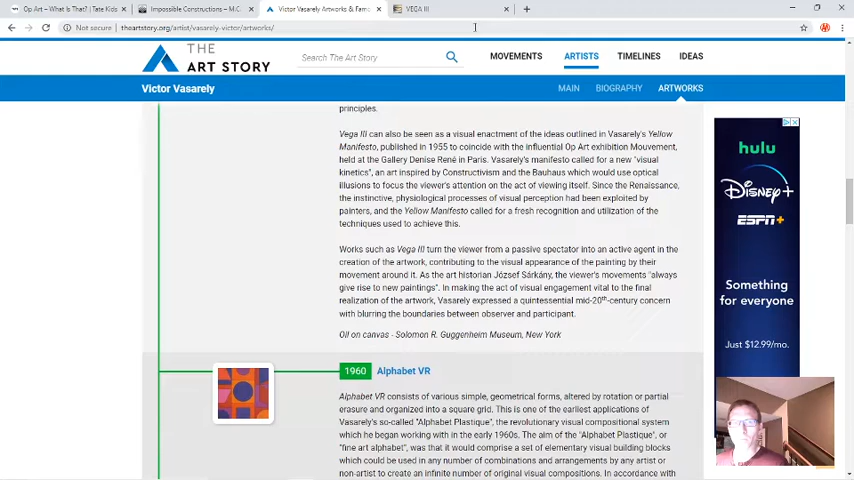 Op Art – What Is That? | Tate Kids
Impossible Constructions – M.C.
Victor Vasarely Artworks & Famo
VEGA III
Not secure | theartstory.org/artist/vasarely-victor/artworks/
THE
ART STORY
Search The Art Story
MOVEMENTS ARTISTS TIMELINES IDEAS
Victor Vasarely
MAIN BIOGRAPHY ARTWORKS
principles.
Vega III can also be seen as a visual enactment of the ideas outlined in Vasarely's Yellow
Manifesto, published in 1955 to coincide with the influential Op Art exhibition Mouvement,
held at the Gallery Denise René in Paris. Vasarely's manifesto called for a new "visual
kinetics", an art inspired by Constructivism and the Bauhaus which would use optical
illusions to focus the viewer's attention on the act of viewing itself. Since the Renaissance,
the instinctive, physiological processes of visual perception had been exploited by
painters, and the Yellow Manifesto called for a fresh recognition and utilization of the
techniques used to achieve this.
Works such as Vega III turn the viewer from a passive spectator into an active agent in the
creation of the artwork, contributing to the visual appearance of the painting by their
movement around it. As the art historian József Sárkány, the viewer's movements "always
give rise to new paintings". In making the act of visual engagement vital to the final
realization of the artwork, Vasarely expressed a quintessential mid-20th-century concern
with blurring the boundaries between observer and participant.
Oil on canvas - Solomon R. Guggenheim Museum, New York
1960 Alphabet VR
Alphabet VR consists of various simple, geometrical forms, altered by rotation or partial
erasure and organized into a square grid. This is one of the earliest applications of
Vasarely's so-called "Alphabet Plastique", the revolutionary visual compositional system
which he began working with in the early 1960s. The aim of the "Alphabet Plastique", or
"fine art alphabet", was that it would comprise a set of elementary visual building blocks
which could be used in any number of combinations and arrangements by any artist or
non-artist to create an infinite number of original visual compositions. In accordance with
hulu
Disney+
ESPN+
Something
for everyone
Just $12.99/mo.